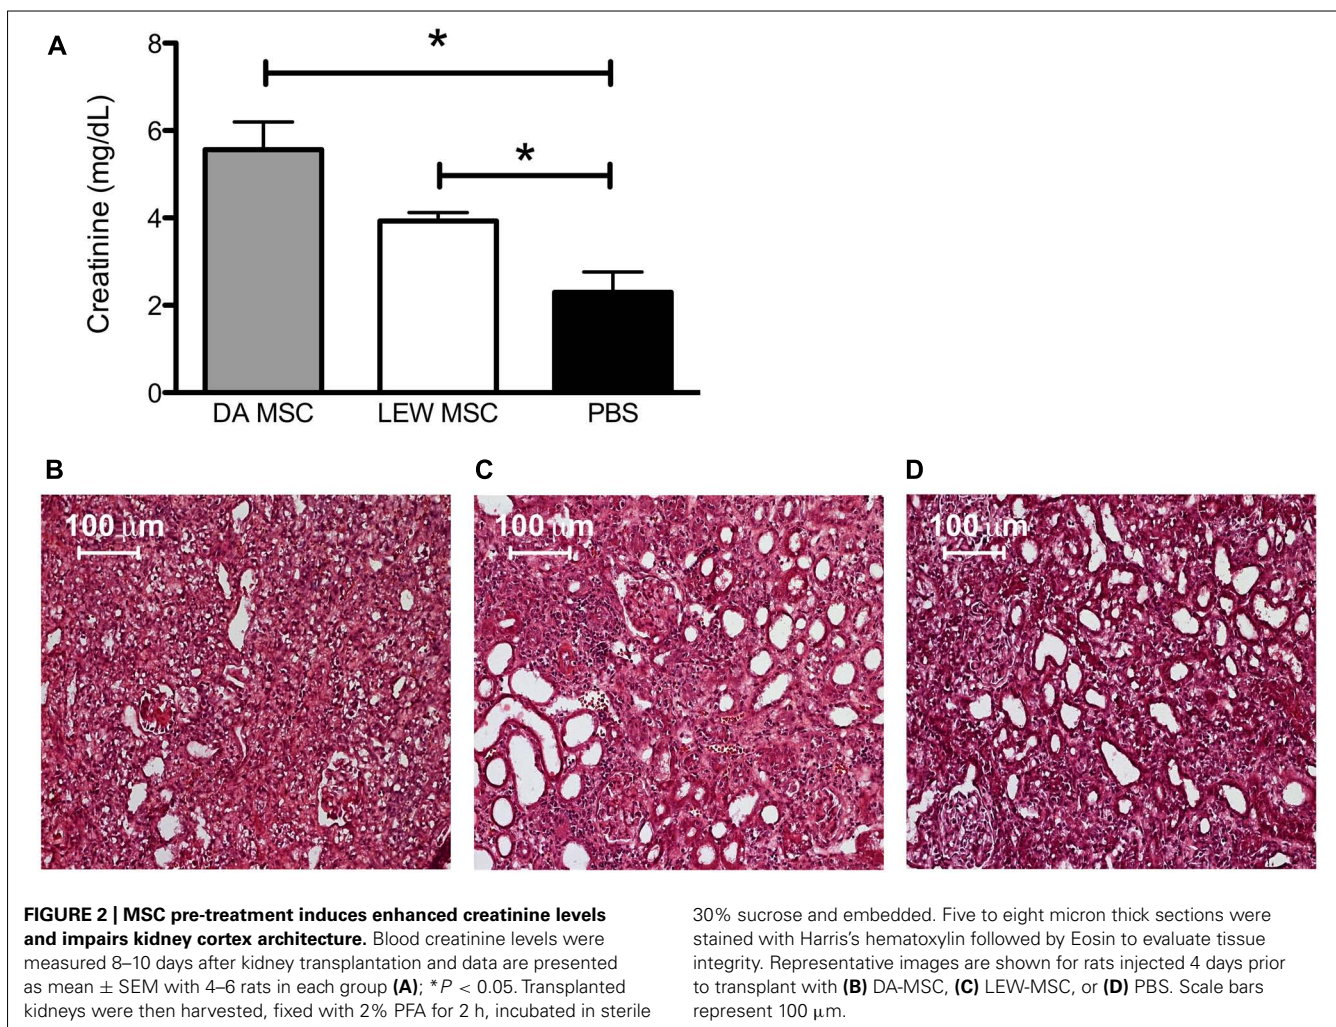 A
8
*
6
*
4
2
0
Creatinine (mg/dL)
DA MSC LEW MSC PBS
B
100 μm
C
100 μm
D
100 μm
FIGURE 2 | MSC pre-treatment induces enhanced creatinine levels
and impairs kidney cortex architecture. Blood creatinine levels were
measured 8–10 days after kidney transplantation and data are presented
as mean ± SEM with 4–6 rats in each group (A); *P < 0.05. Transplanted
kidneys were then harvested, fixed with 2% PFA for 2 h, incubated in sterile
30% sucrose and embedded. Five to eight micron thick sections were
stained with Harris's hematoxylin followed by Eosin to evaluate tissue
integrity. Representative images are shown for rats injected 4 days prior
to transplant with (B) DA-MSC, (C) LEW-MSC, or (D) PBS. Scale bars
represent 100 μm.